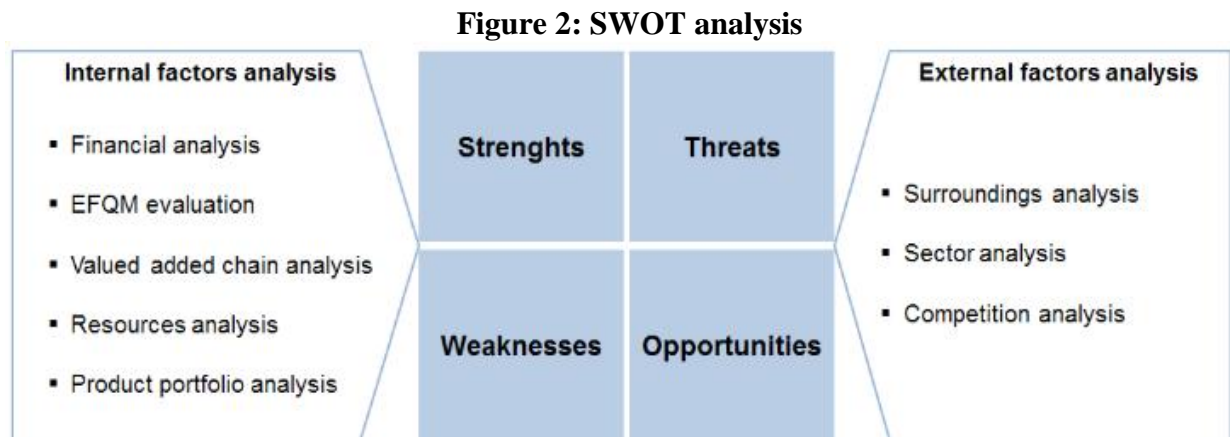 Figure 2: SWOT analysis
Internal factors analysis
▪ Financial analysis
▪ EFQM evaluation
▪ Valued added chain analysis
▪ Resources analysis
▪ Product portfolio analysis
Strenghts
Threats
Weaknesses
Opportunities
External factors analysis
▪ Surroundings analysis
▪ Sector analysis
▪ Competition analysis